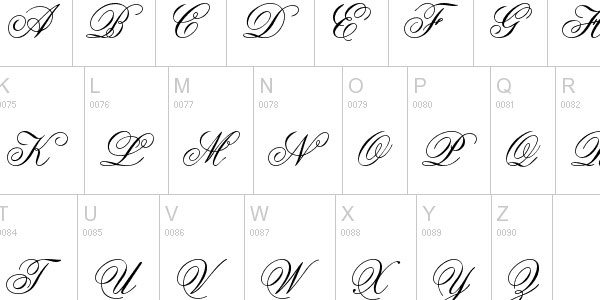 A B C D E F G H
K L M N O P Q R
0075 0076 0077 0078 0079 0080 0081 0082
K L M N O P Q R
T U V W X Y Z
0084 0085 0086 0087 0088 0089 0090
T U V W X Y Z